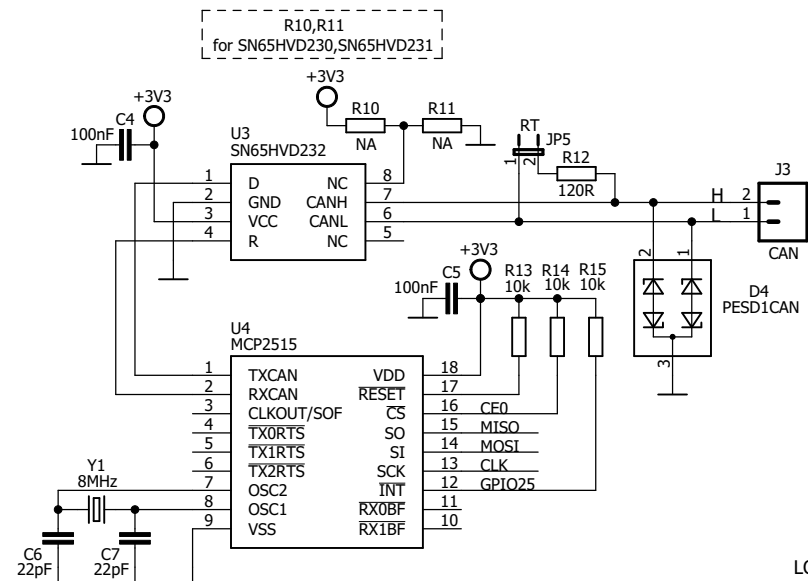 R10,R11
for SN65HVD230,SN65HVD231
+3V3
+3V3
C4
100nF
R10
R11
NA
NA
U3
SN65HVD232
1 D NC 8
2 GND CANH 7
3 VCC CANL 6
4 R NC 5
RT
JP5
1
2
R12
120R
J3
H 2
L 1
CAN
2
1
3
D4
PESD1CAN
+3V3
C5
100nF
R13 R14 R15
10k 10k 10k
U4
MCP2515
1 TXCAN VDD 18
2 RXCAN RESET 17
3 CLKOUT/SOF CS 16 CE0
4 TX0RTS SO 15 MISO
5 TX1RTS SI 14 MOSI
6 TX2RTS SCK 13 CLK
7 OSC2 INT 12 GPIO25
8 OSC1 RX0BF 11
9 VSS RX1BF 10
Y1
8MHz
C6
22pF
C7
22pF